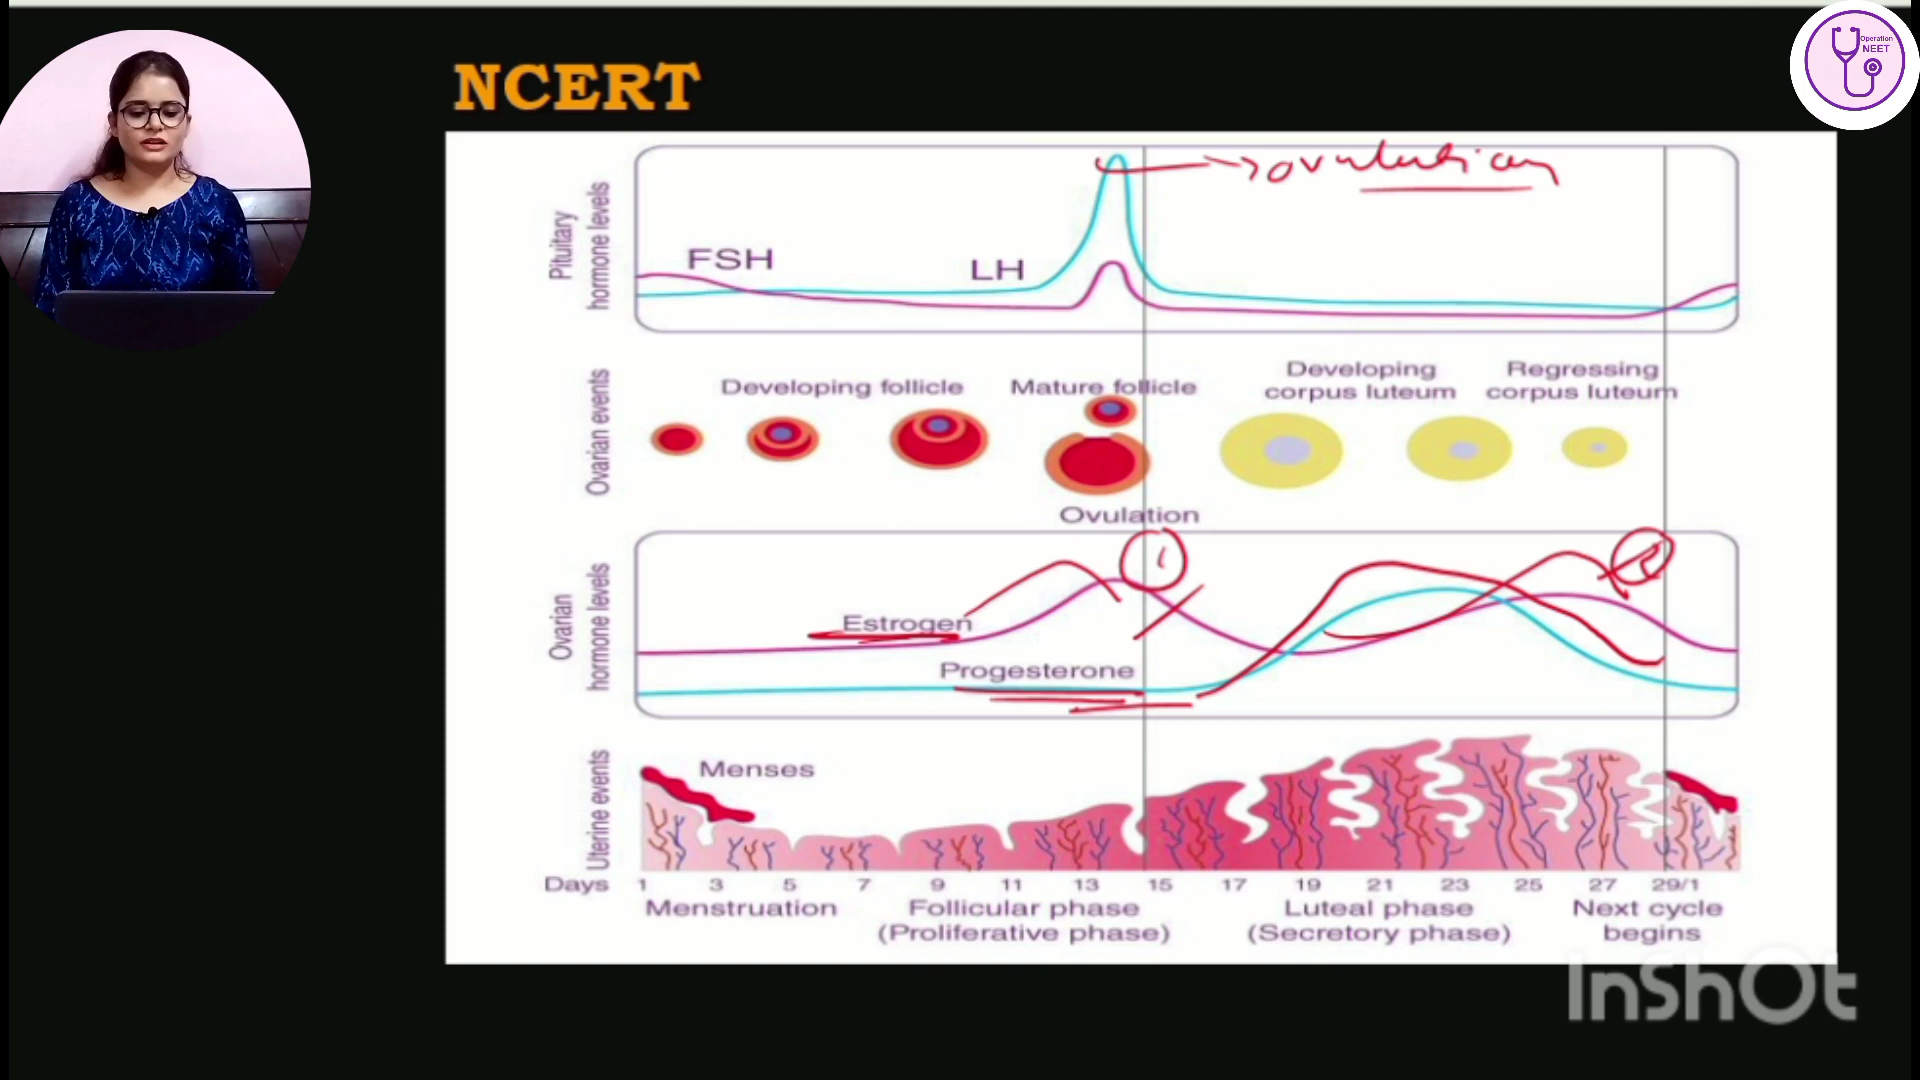 NCERT
Operation
NEET
ovulution
Pituitary
hormone levels
FSH
LH
Ovarian events
Developing follicle
Mature follicle
Developing
corpus luteum
Regressing
corpus luteum
Ovulation
Ovarian
hormone levels
1
2
Estrogen
Progesterone
Uterine events
Menses
Days 1 3 5 7 9 11 13 15 17 19 21 23 25 27 29/1
Menstruation
Follicular phase
(Proliferative phase)
Luteal phase
(Secretory phase)
Next cycle
begins
InShOt